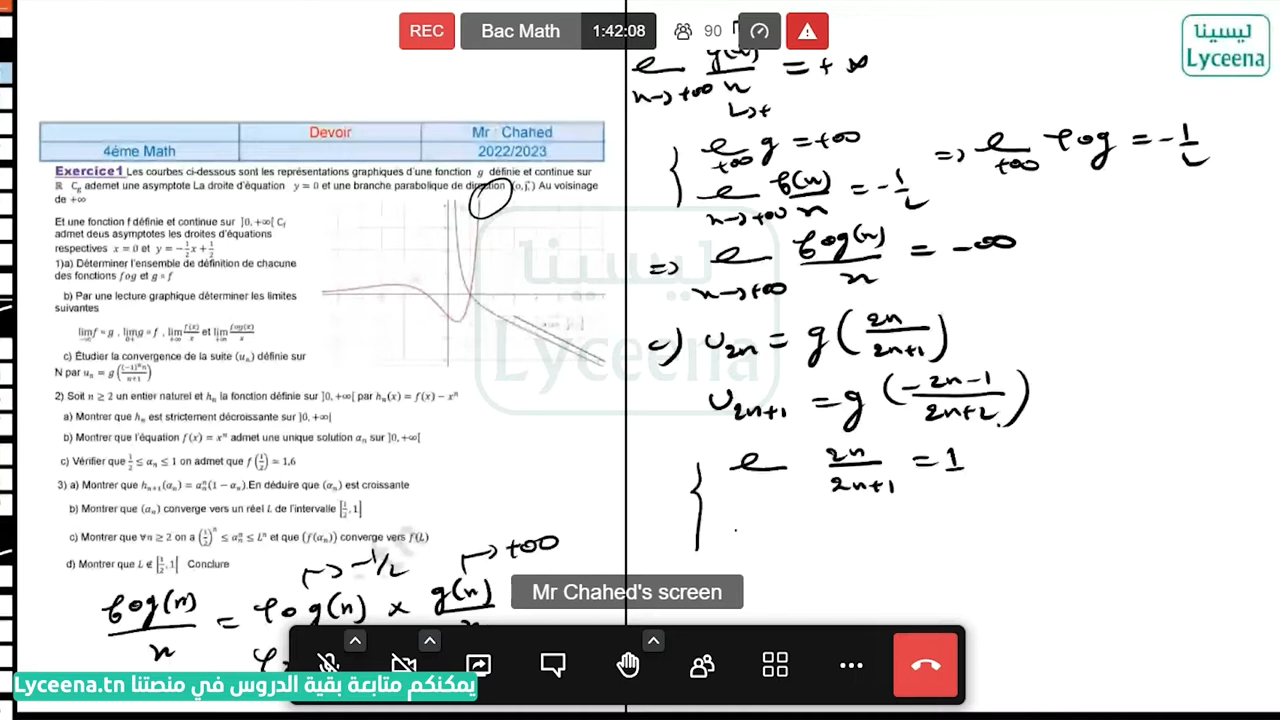 REC Bac Math 1:42:08 90
ليسينا
Lyceena
Devoir Mr Chahed
4éme Math 2022/2023
Exercice1 Les courbes ci-dessous sont les représentations graphiques d'une fonction g définie et continue sur
ℝ C_g ademet une asymptote La droite d'équation y = 0 et une branche parabolique de direction (o,j) Au voisinage
de +∞
Et une fonction f définie et continue sur ]0, +∞[ C_f
admet deus asymptotes les droites d'équations
respectives x = 0 et y = -1/2 x + 1/2
1)a) Déterminer l'ensemble de définition de chacune
des fonctions fog et g∘f
b) Par une lecture graphique déterminer les limites
suivantes
lim f∘g , lim g∘f , lim f(x)/x et lim fog(x)/x
c) Étudier la convergence de la suite (u_n) définie sur
N par u_n = g((-1)^n n/(n+1))
2) Soit n ≥ 2 un entier naturel et h_n la fonction définie sur ]0, +∞[ par h_n(x) = f(x) − x^n
a) Montrer que h_n est strictement décroissante sur ]0, +∞[
b) Montrer que l'équation f(x) = x^n admet une unique solution α_n sur ]0, +∞[
c) Vérifier que 1/2 ≤ α_n ≤ 1 on admet que f(1/2) = 1,6
3) a) Montrer que h_{n+1}(α_n) = α_n^n(1 − α_n).En déduire que (α_n) est croissante
b) Montrer que (α_n) converge vers un réel L de l'intervalle [1/2, 1]
c) Montrer que ∀n ≥ 2 on a (1/2)^n ≤ α_n^n ≤ L^n et que (f(α_n)) converge vers f(L)
d) Montrer que L ∉ [1/2, 1[ Conclure
→ -1/2 → +∞
fog(x)/x = fog(x) × g(x)/x
x→+∞ g(x)/x = +∞
+∞ g = +∞ => +∞ fog = -1/2
x→+∞ f(x)/x = -1/2
=> x→+∞ fog(x)/x = -∞
c) U_2n = g(2n/(2n+1))
U_2n+1 = g((-2n-1)/(2n+2))
2n/(2n+1) = 1
Mr Chahed's screen
يمكنكم متابعة بقية الدروس في منصتنا Lyceena.tn